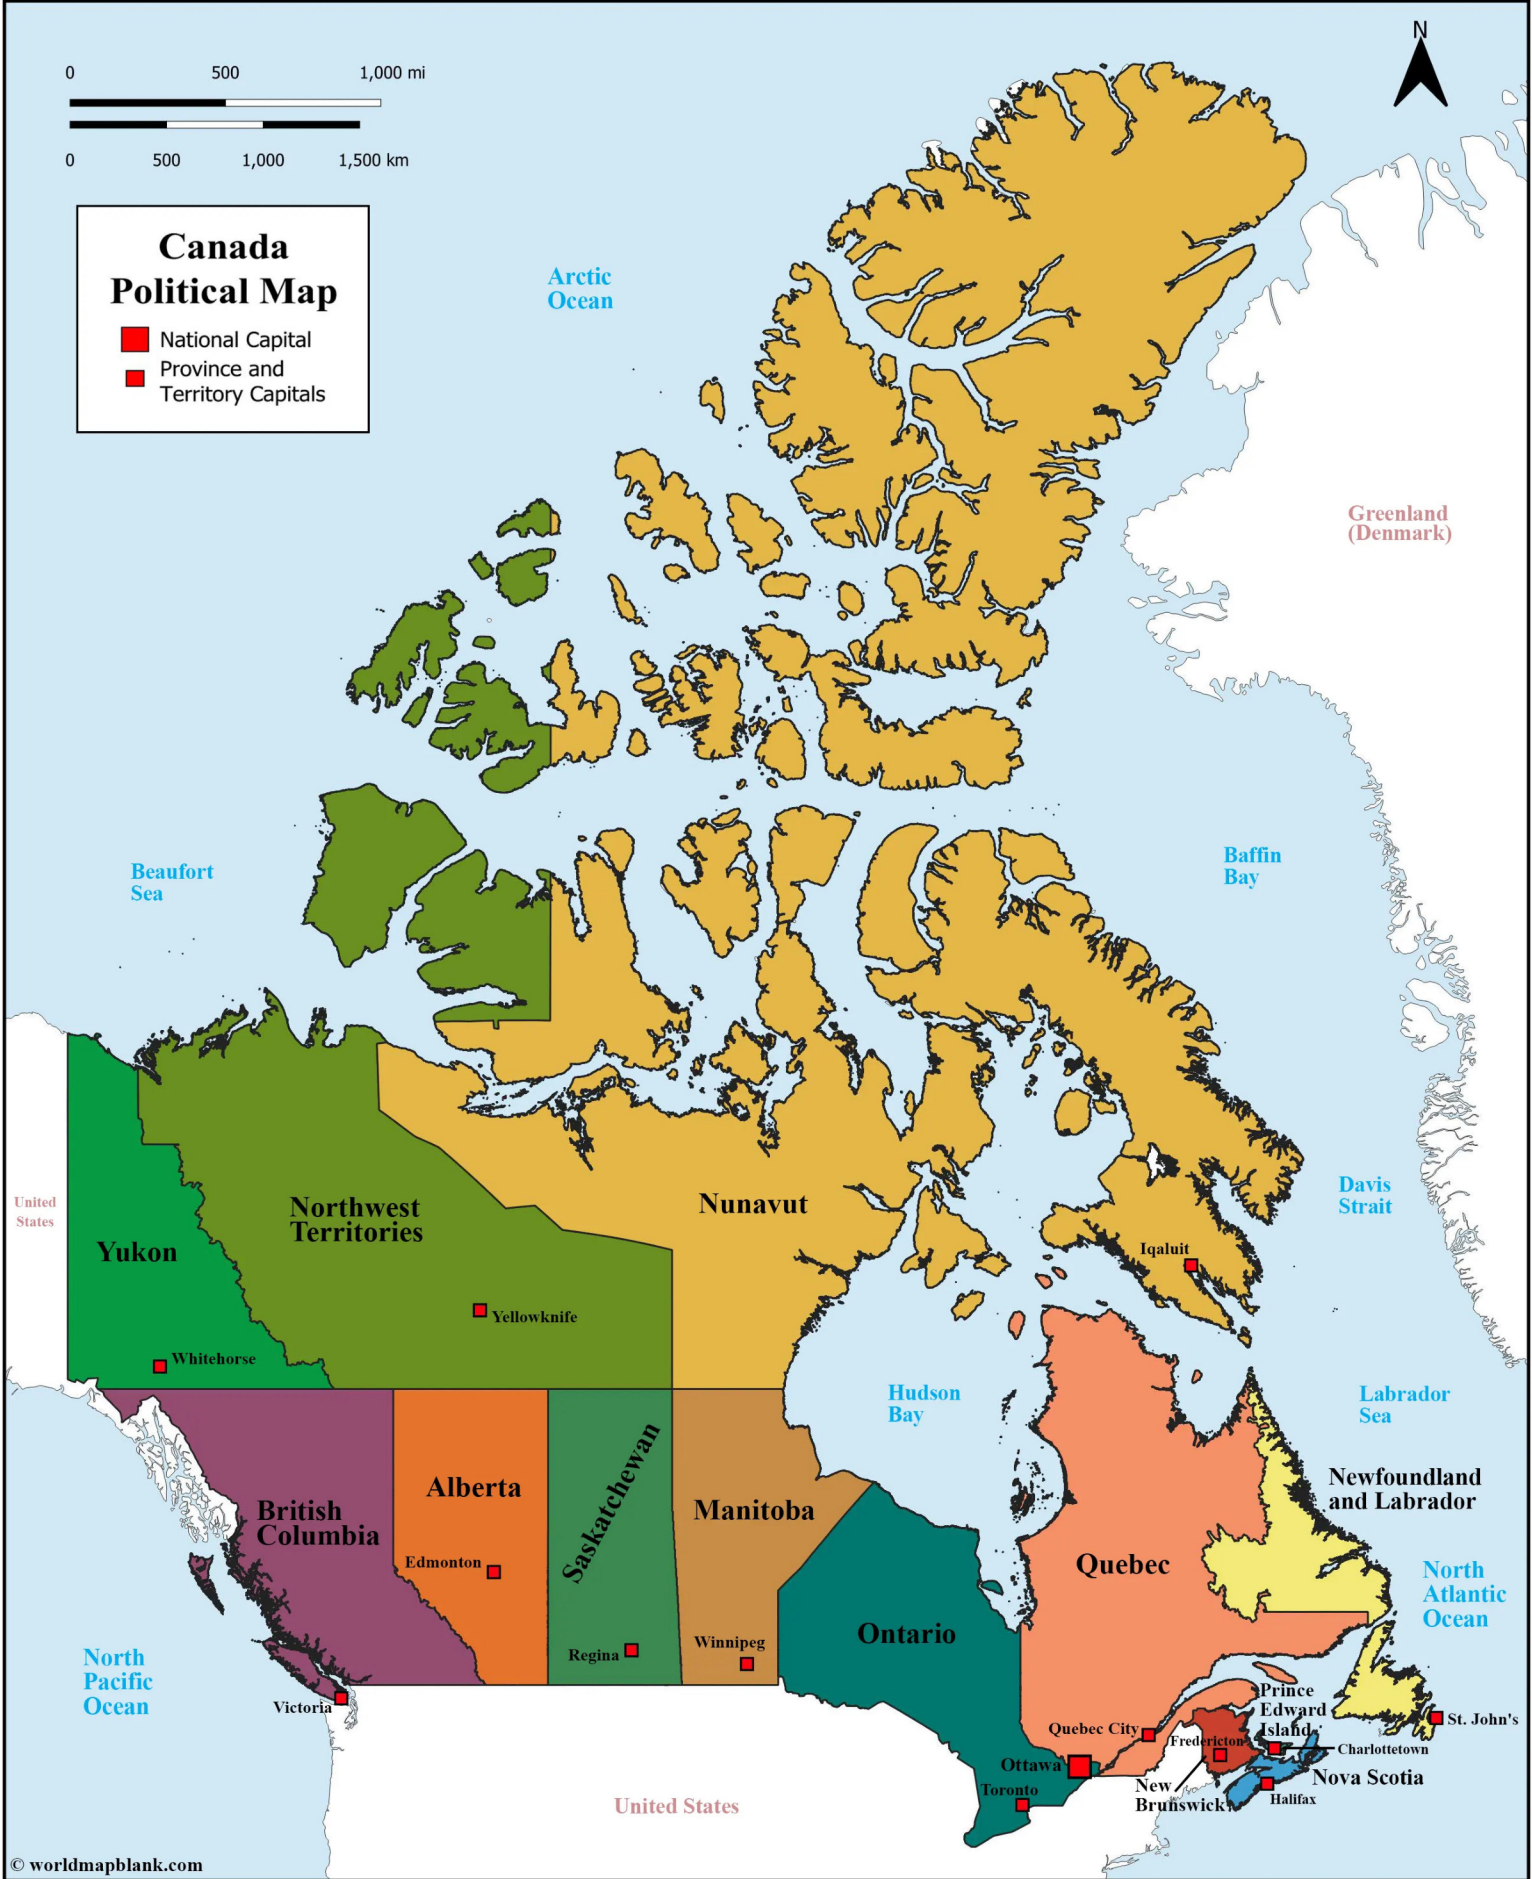 N
0 500 1,000 mi
0 500 1,000 1,500 km
Canada
Political Map
National Capital
Province and
Territory Capitals
Arctic
Ocean
Greenland
(Denmark)
Beaufort
Sea
Baffin
Bay
Davis
Strait
United
States
Yukon
Northwest
Territories
Nunavut
Iqaluit
Yellowknife
Whitehorse
Hudson
Bay
Labrador
Sea
Alberta
Saskatchewan
Manitoba
British
Columbia
Newfoundland
and Labrador
Edmonton
Quebec
North
Atlantic
Ocean
Ontario
Regina
Winnipeg
North
Pacific
Ocean
Victoria
Prince
Edward
Island
St. John's
Quebec City
Fredericton
Charlottetown
Ottawa
Nova Scotia
Toronto
New
Brunswick
Halifax
United States
© worldmapblank.com